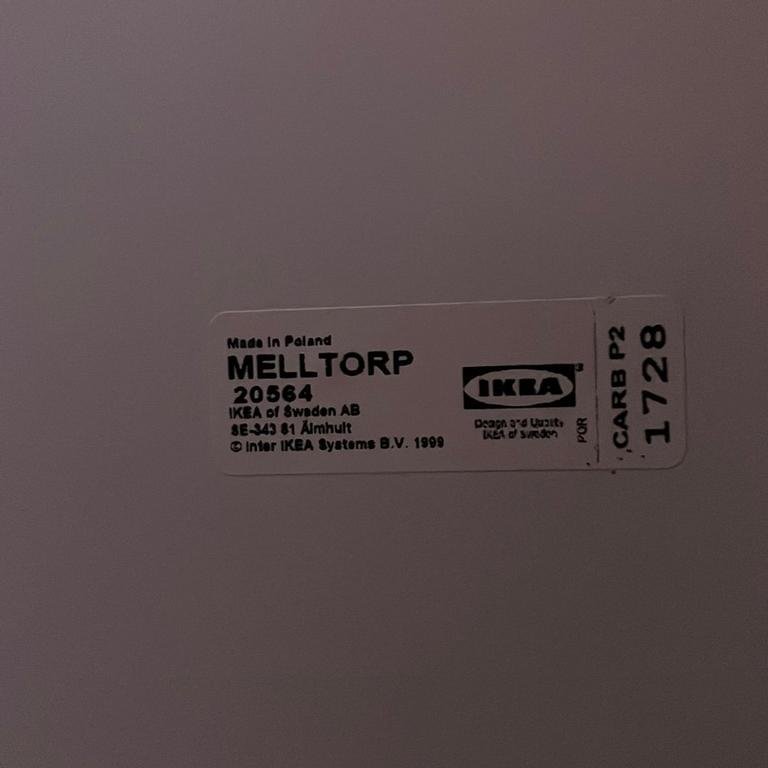 Made in Poland
MELLTORP
20564
IKEA of Sweden AB
SE-343 81 Älmhult
© Inter IKEA Systems B.V. 1999
IKEA
Design and Quality
IKEA of Sweden
PQR
CARB P2
1728